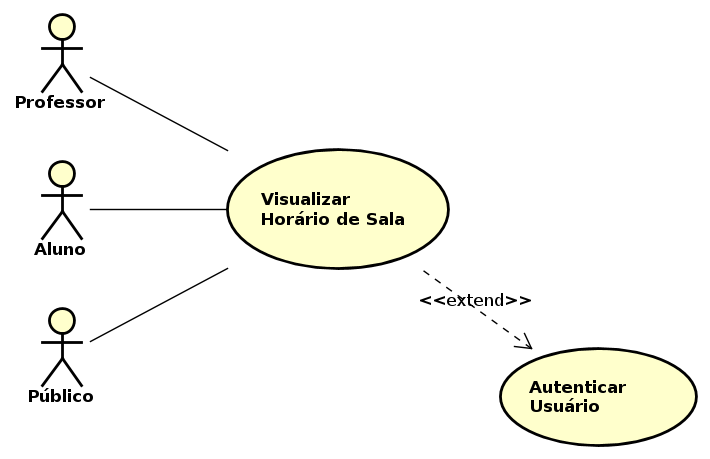 Professor
Visualizar
Horário de Sala
Aluno
<<extend>>
Autenticar
Usuário
Público